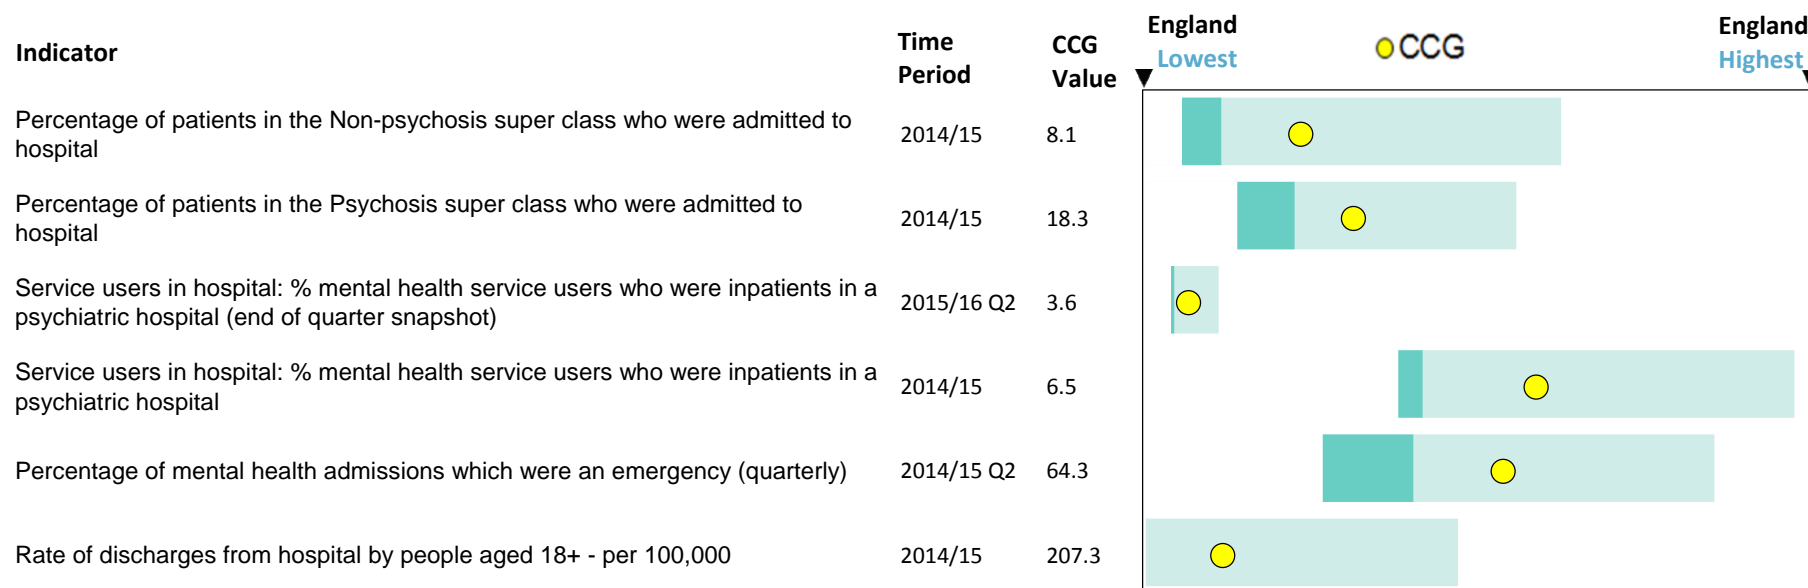 Indicator
Time
Period
CCG
Value
England
Lowest
CCG
England
Highest
Percentage of patients in the Non-psychosis super class who were admitted to
hospital
2014/15
8.1
Percentage of patients in the Psychosis super class who were admitted to
hospital
2014/15
18.3
Service users in hospital: % mental health service users who were inpatients in a
psychiatric hospital (end of quarter snapshot)
2015/16 Q2
3.6
Service users in hospital: % mental health service users who were inpatients in a
psychiatric hospital
2014/15
6.5
Percentage of mental health admissions which were an emergency (quarterly)
2014/15 Q2
64.3
Rate of discharges from hospital by people aged 18+ - per 100,000
2014/15
207.3